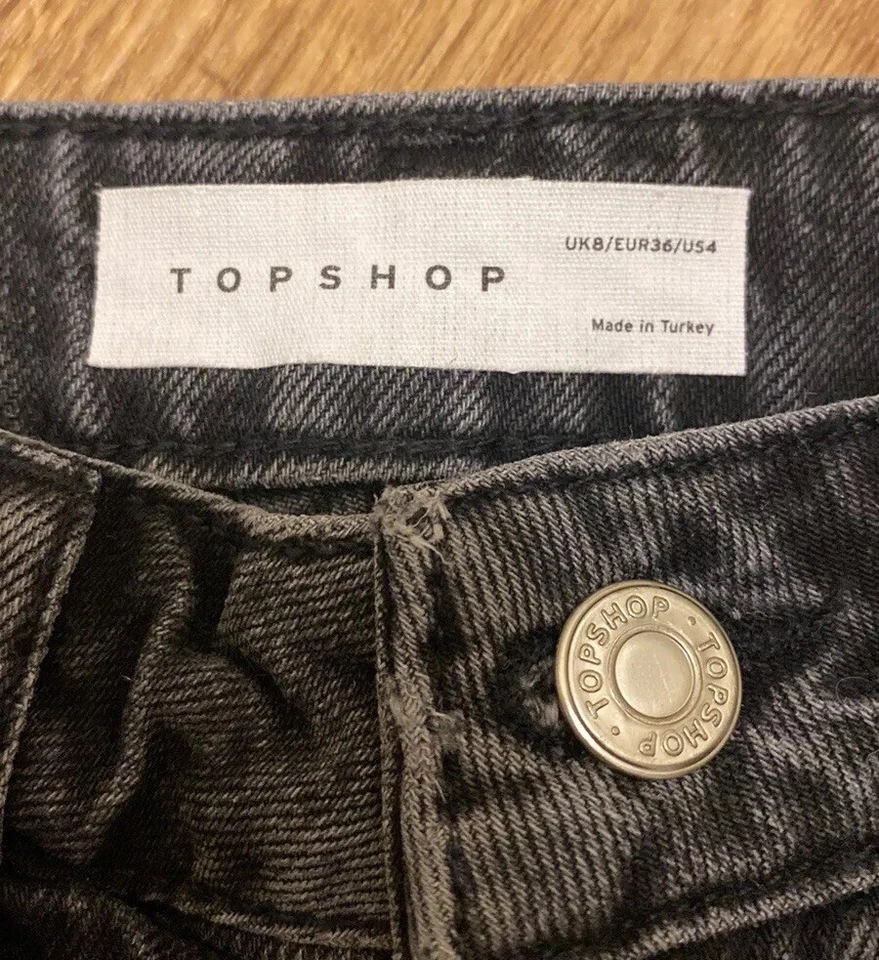 UK8/EUR36/US4
TOPSHOP
Made in Turkey
TOPSHOP · TOPSHOP ·